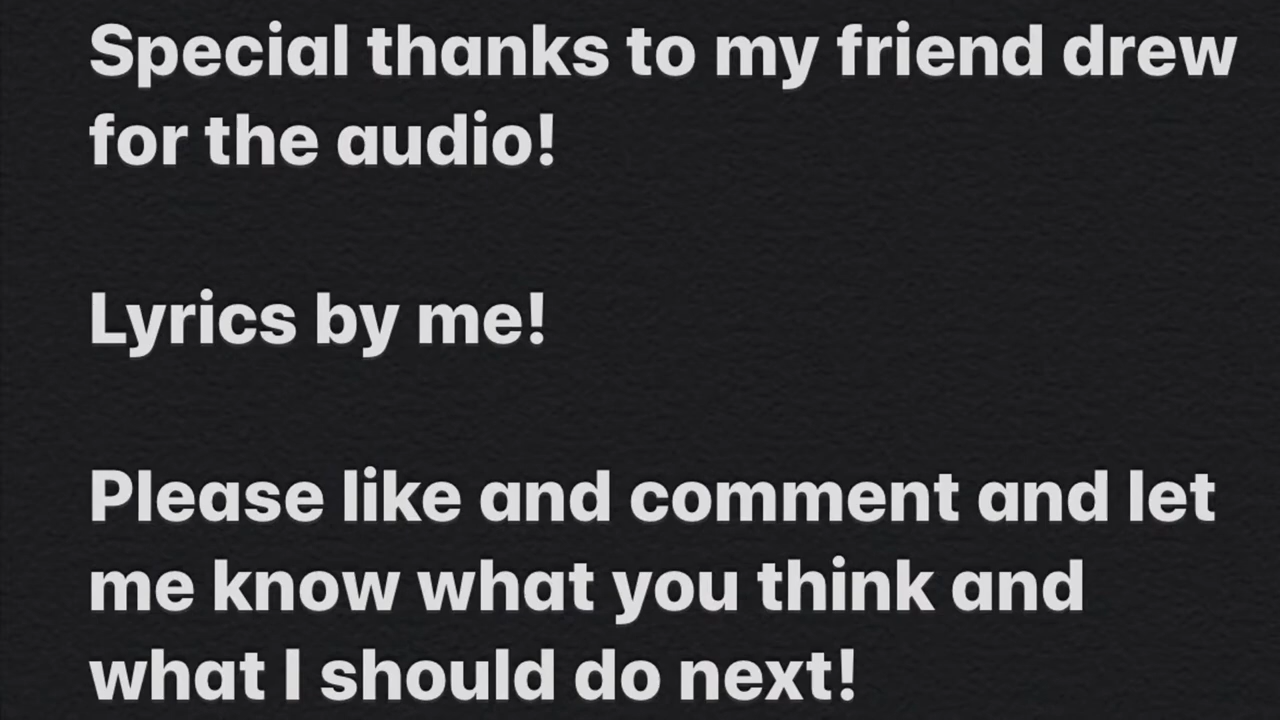 Special thanks to my friend drew
for the audio!
Lyrics by me!
Please like and comment and let
me know what you think and
what I should do next!